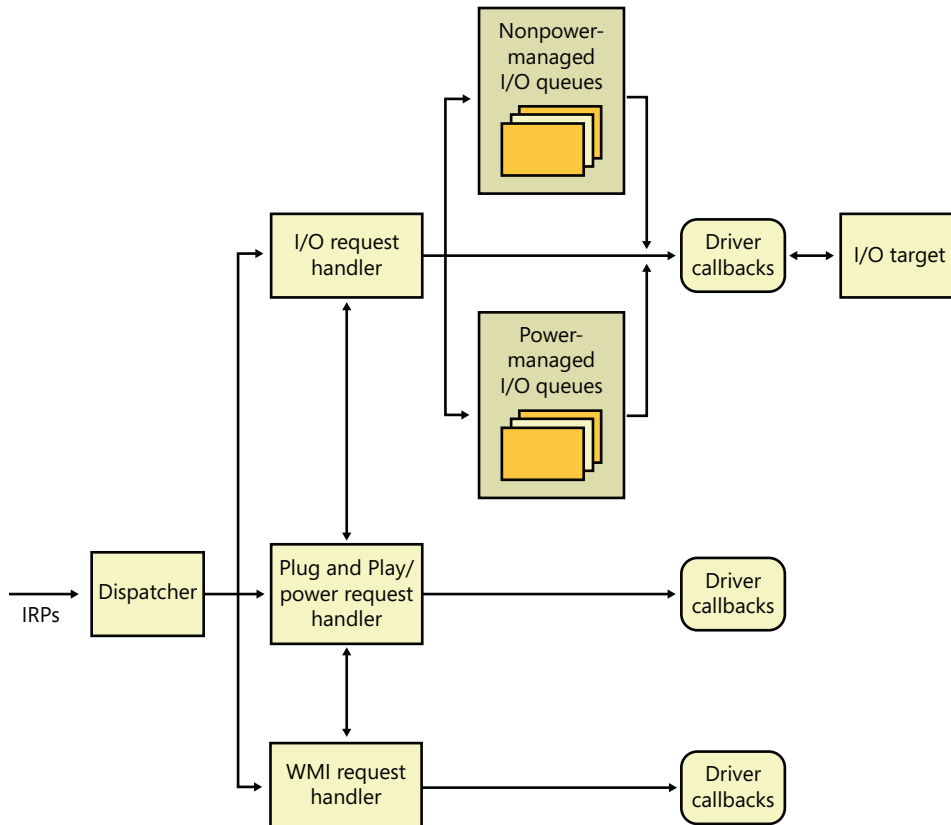 Nonpower-
managed
I/O queues
I/O request
handler
Driver
callbacks
I/O target
Power-
managed
I/O queues
IRPs
Dispatcher
Plug and Play/
power request
handler
Driver
callbacks
WMI request
handler
Driver
callbacks